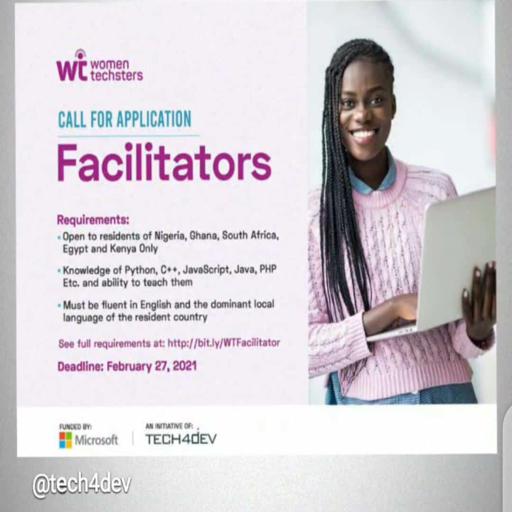 wt women
techsters
CALL FOR APPLICATION
Facilitators
Requirements:
• Open to residents of Nigeria, Ghana, South Africa,
Egypt and Kenya Only
• Knowledge of Python, C++, JavaScript, Java, PHP
Etc. and ability to teach them
• Must be fluent in English and the dominant local
language of the resident country
See full requirements at: http://bit.ly/WTFacilitator
Deadline: February 27, 2021
FUNDED BY:
Microsoft
AN INITIATIVE OF:
TECH4DEV
@tech4dev